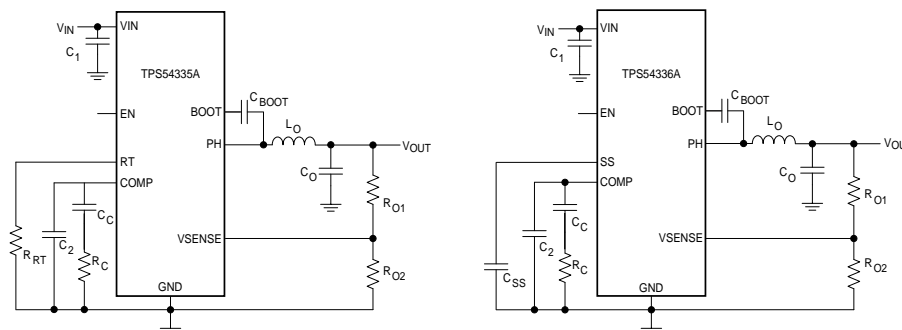 VIN VIN
C1
TPS54335A
EN
BOOT
CBOOT
PH
LO
VOUT
CO
RT
COMP
RO1
CC
C2
RC
RRT
VSENSE
RO2
GND
VIN VIN
C1
TPS54336A
EN
BOOT
CBOOT
PH
LO
VOU
CO
SS
COMP
RO1
CC
C2
RC
CSS
VSENSE
RO2
GND